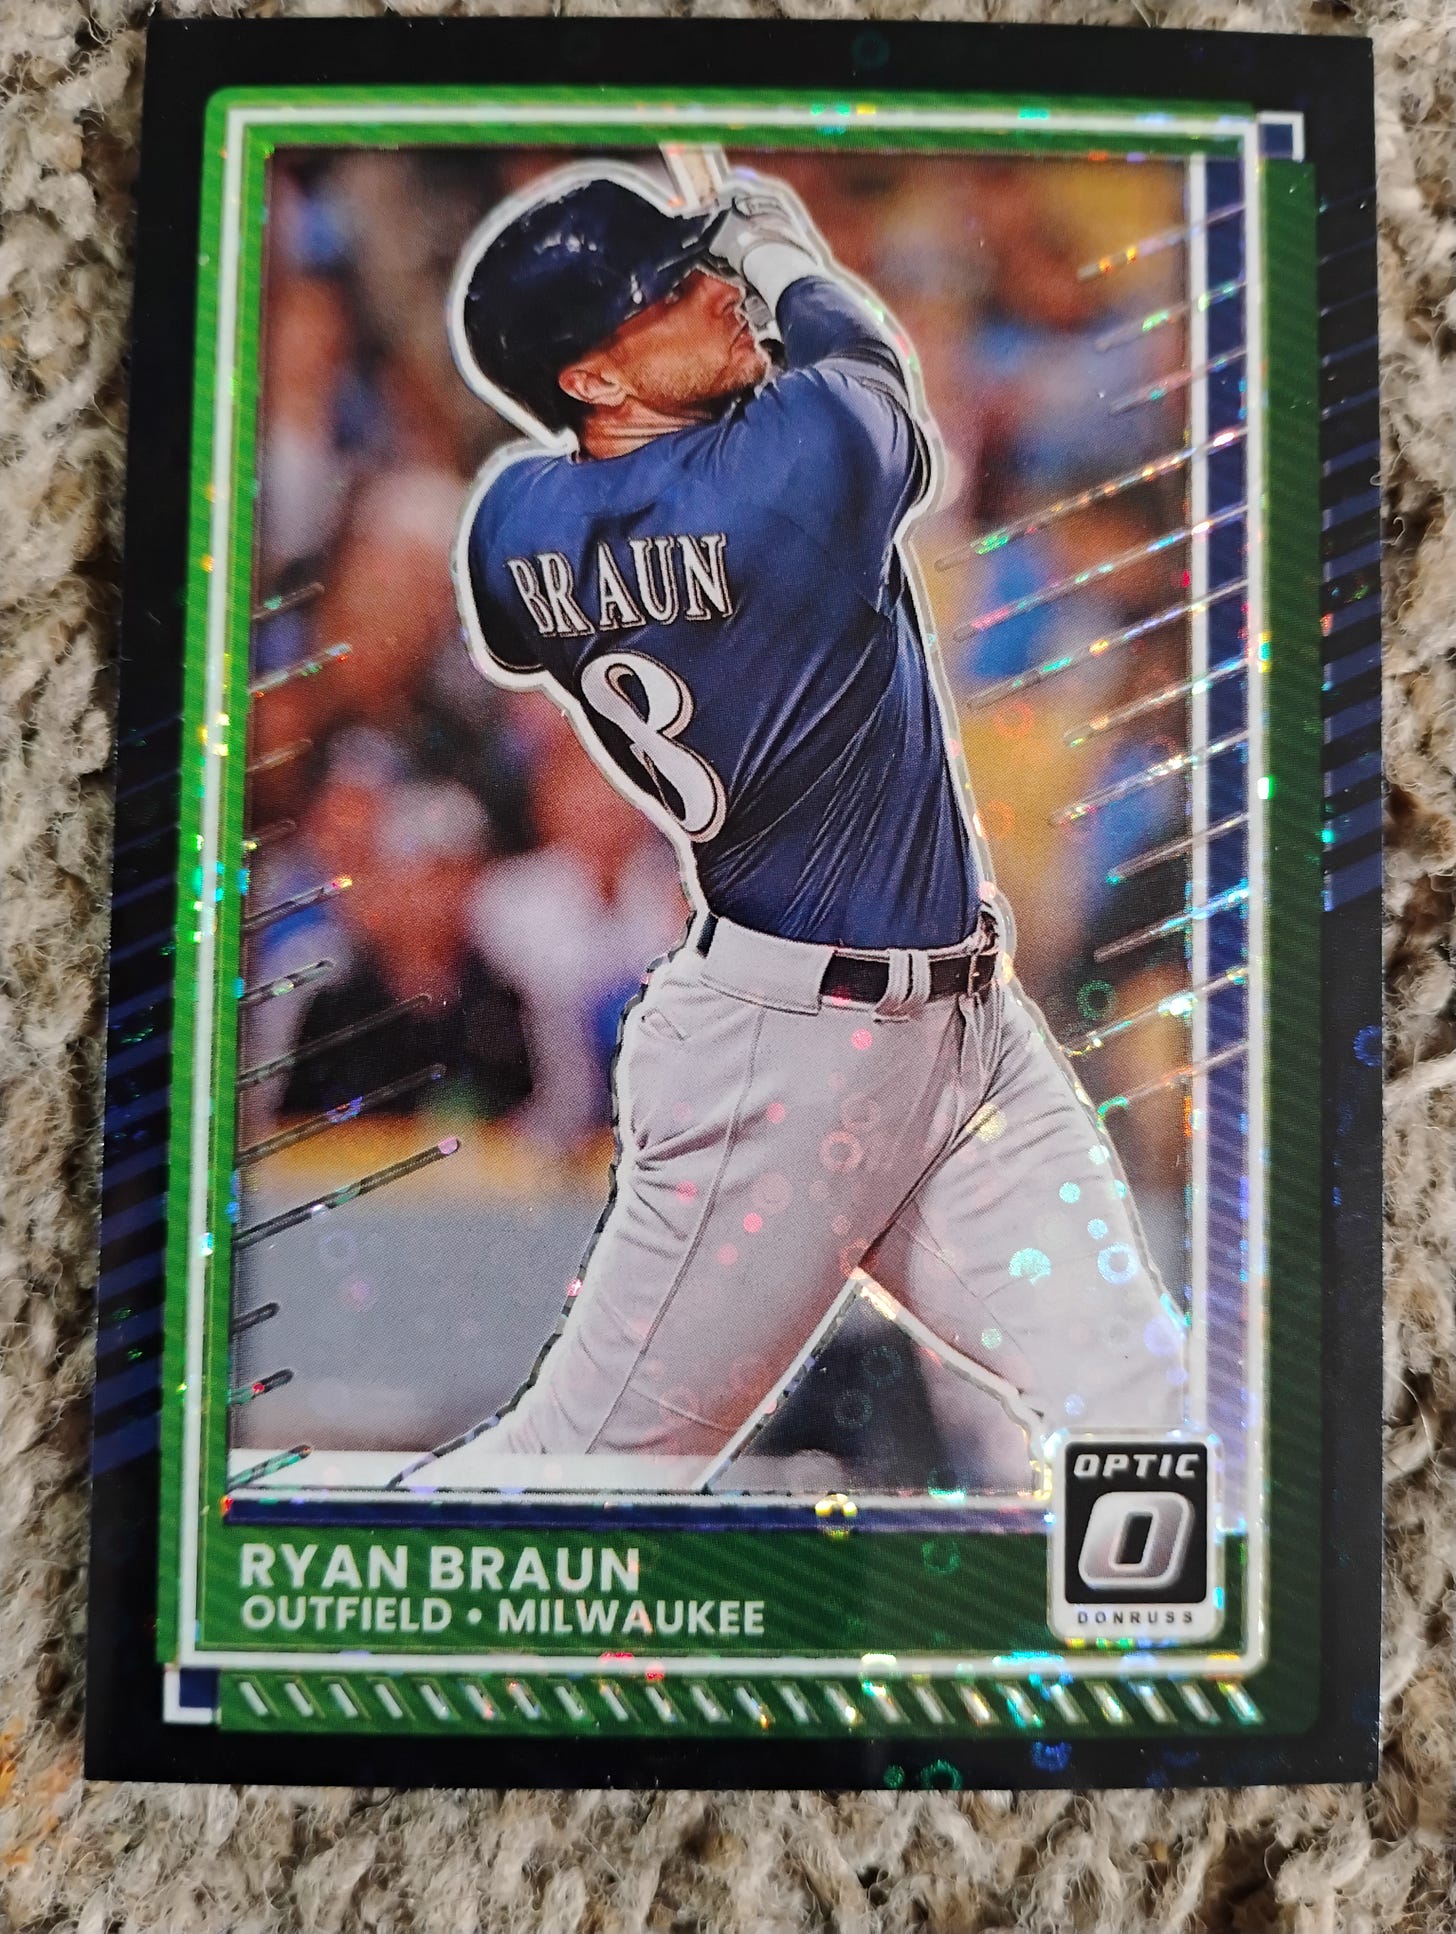 BRAUN
8
OPTIC
O
DONRUSS
RYAN BRAUN
OUTFIELD • MILWAUKEE